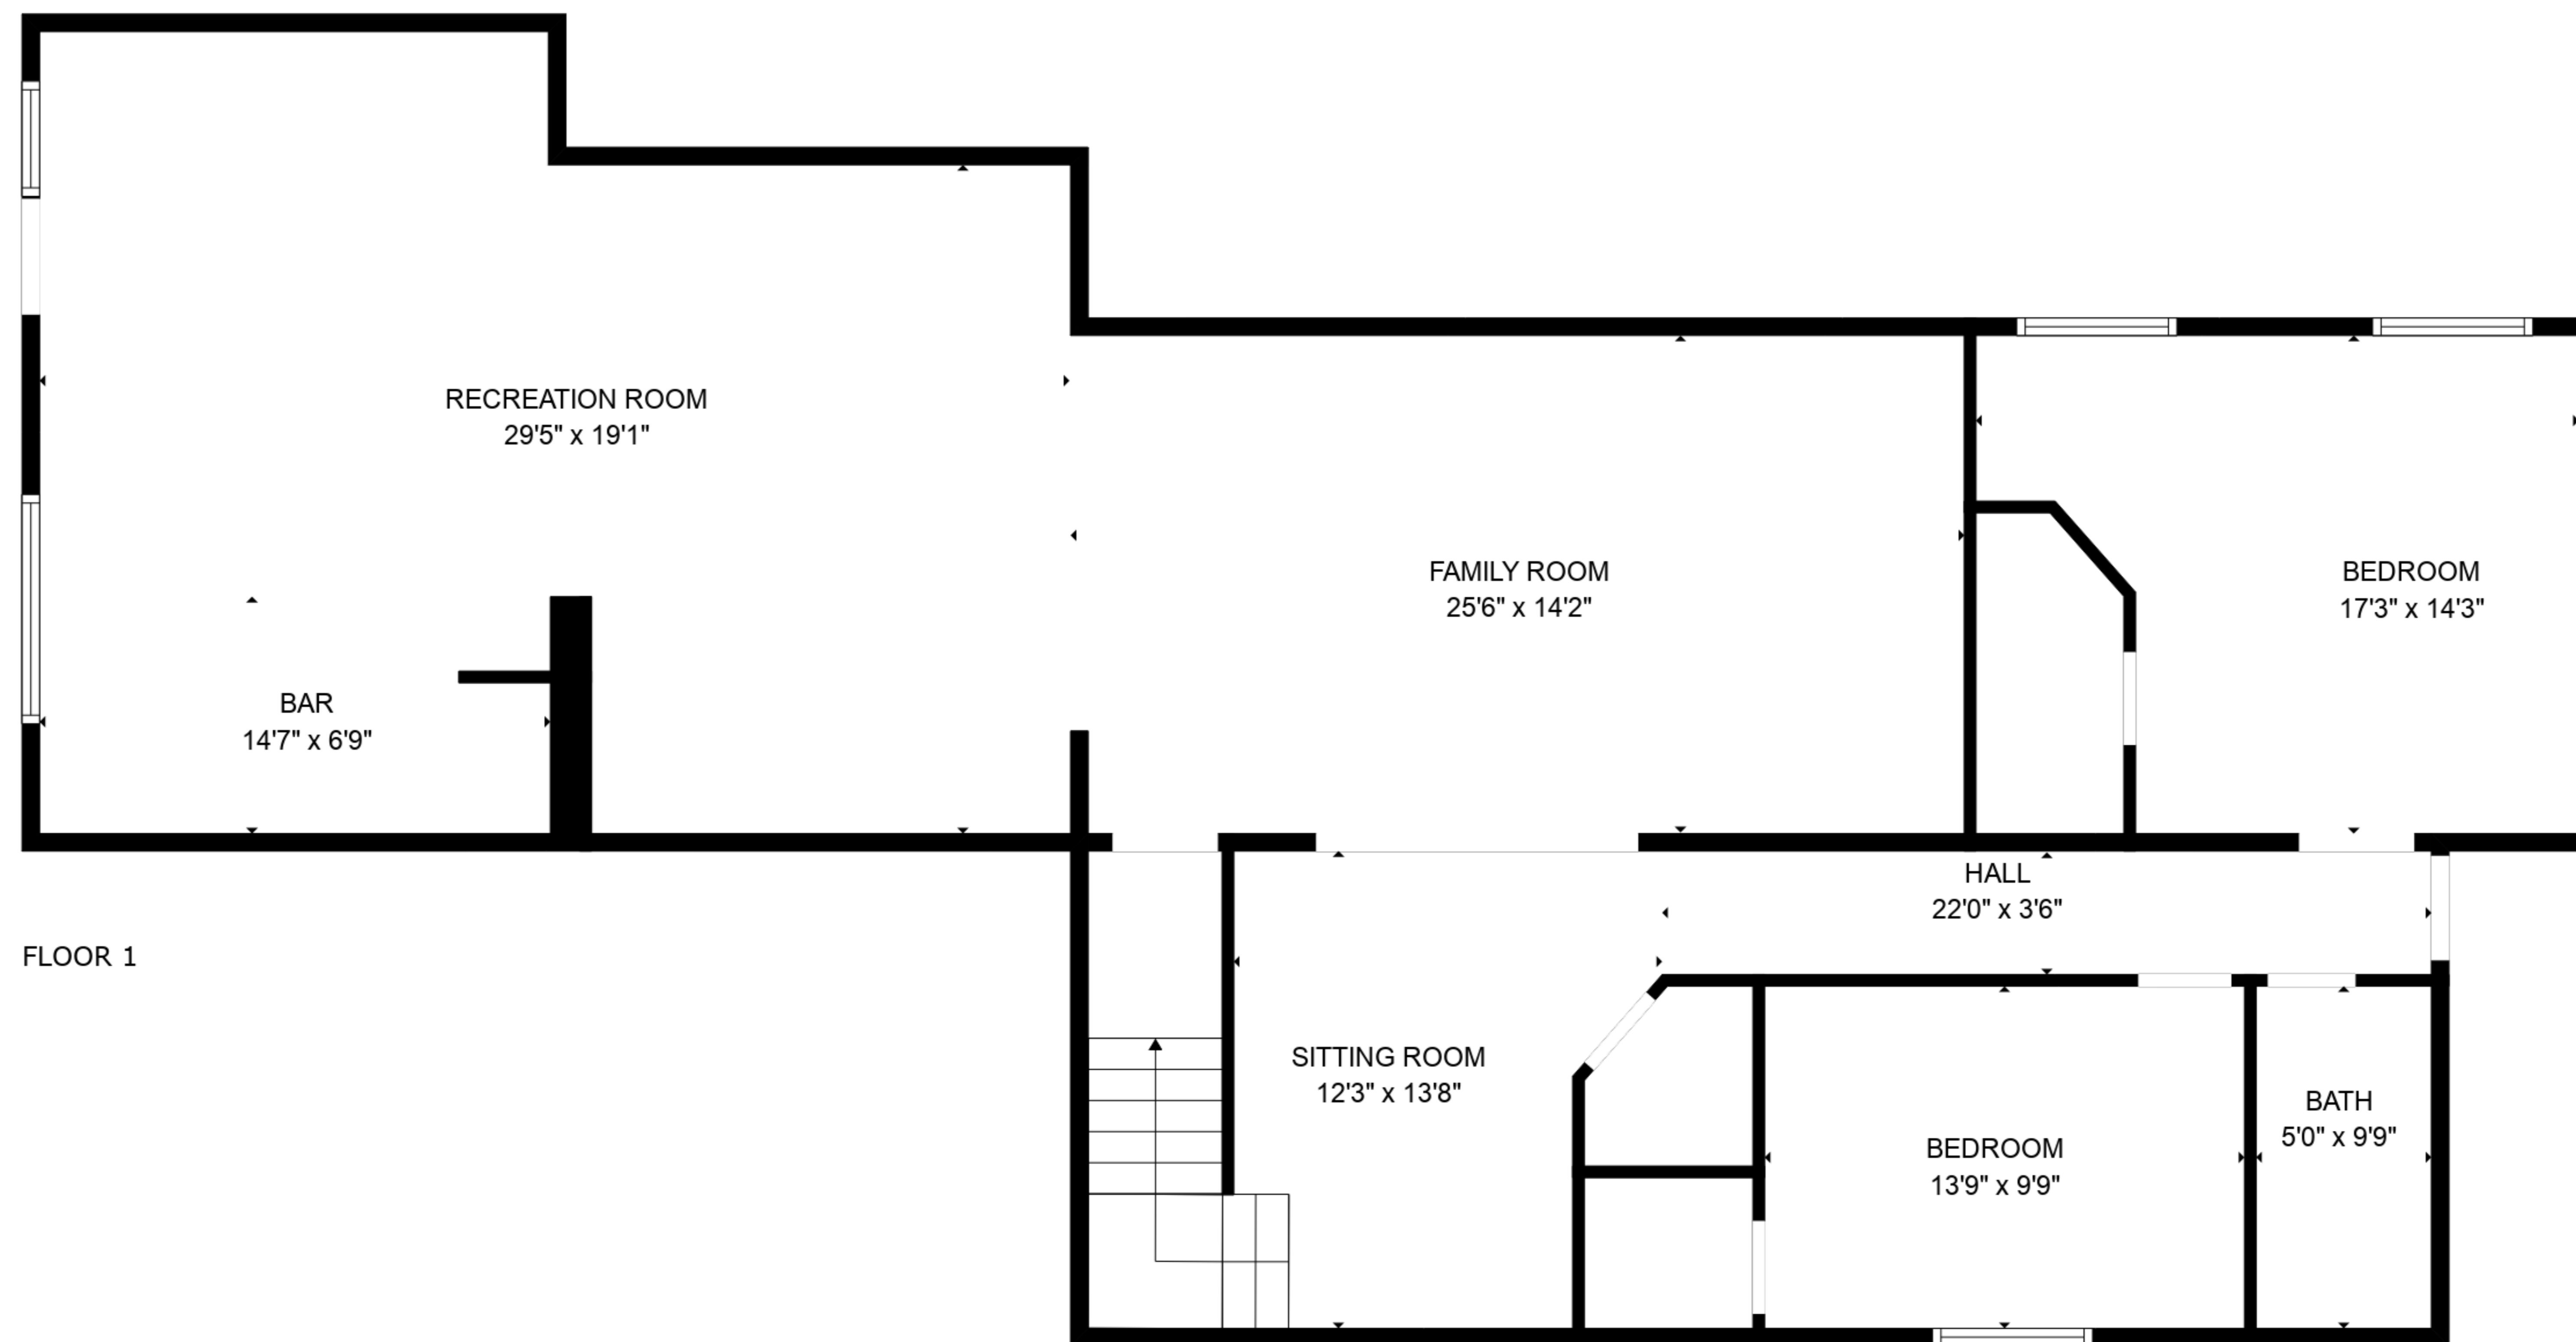 RECREATION ROOM
29'5" x 19'1"
FAMILY ROOM
25'6" x 14'2"
BEDROOM
17'3" x 14'3"
BAR
14'7" x 6'9"
HALL
22'0" x 3'6"
FLOOR 1
SITTING ROOM
12'3" x 13'8"
BEDROOM
13'9" x 9'9"
BATH
5'0" x 9'9"